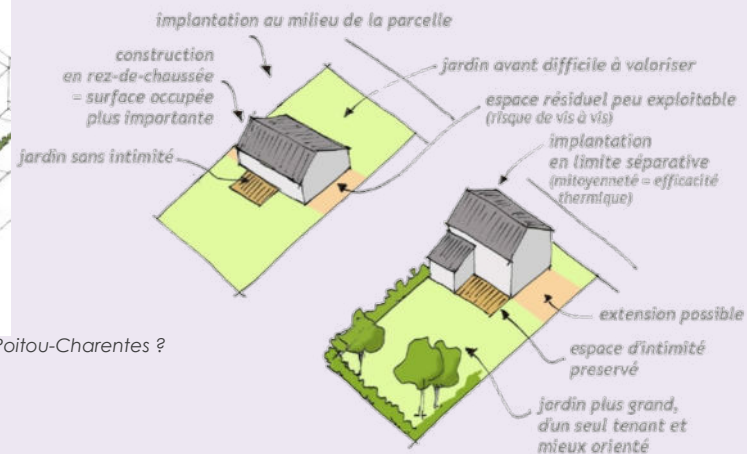 implantation au milieu de la parcelle
construction
en rez-de-chaussée
= surface occupée
plus importante
jardin sans intimité
jardin avant difficile à valoriser
espace résiduel peu exploitable
(risque de vis à vis)
implantation
en limite séparative
(mitoyenneté = efficacité
thermique)
extension possible
espace d'intimité
préservé
jardin plus grand,
d'un seul tenant et
mieux orienté
Poitou-Charentes ?